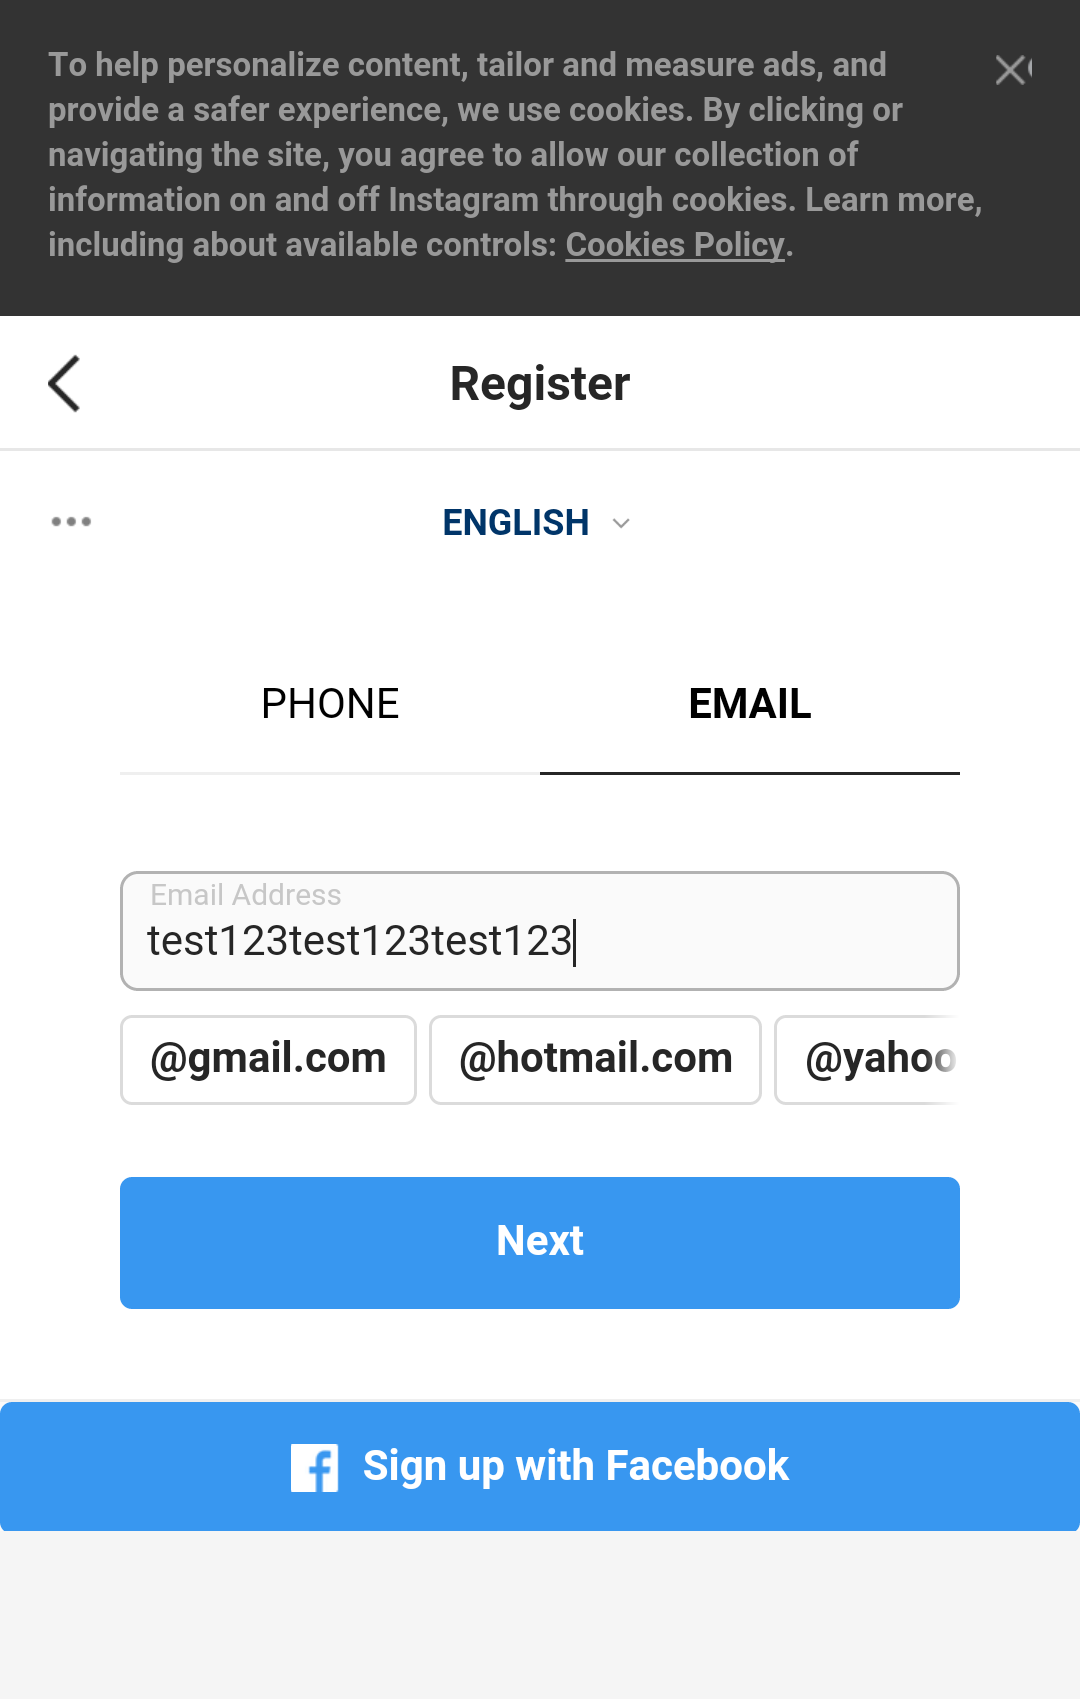 To help personalize content, tailor and measure ads, and
provide a safer experience, we use cookies. By clicking or
navigating the site, you agree to allow our collection of
information on and off Instagram through cookies. Learn more,
including about available controls: Cookies Policy.
Register
ENGLISH
PHONE
EMAIL
Email Address
test123test123test123
@gmail.com
@hotmail.com
@yahoo
Next
Sign up with Facebook